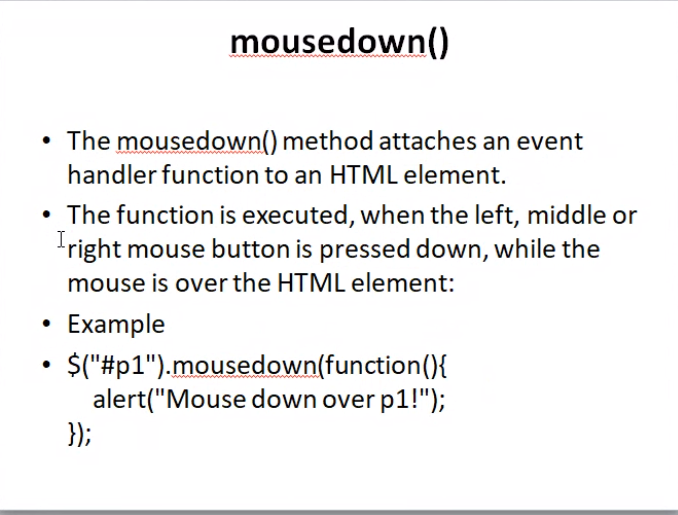 mousedown()
• The mousedown() method attaches an event
handler function to an HTML element.
• The function is executed, when the left, middle or
right mouse button is pressed down, while the
mouse is over the HTML element:
• Example
• $("#p1").mousedown(function(){
alert("Mouse down over p1!");
});